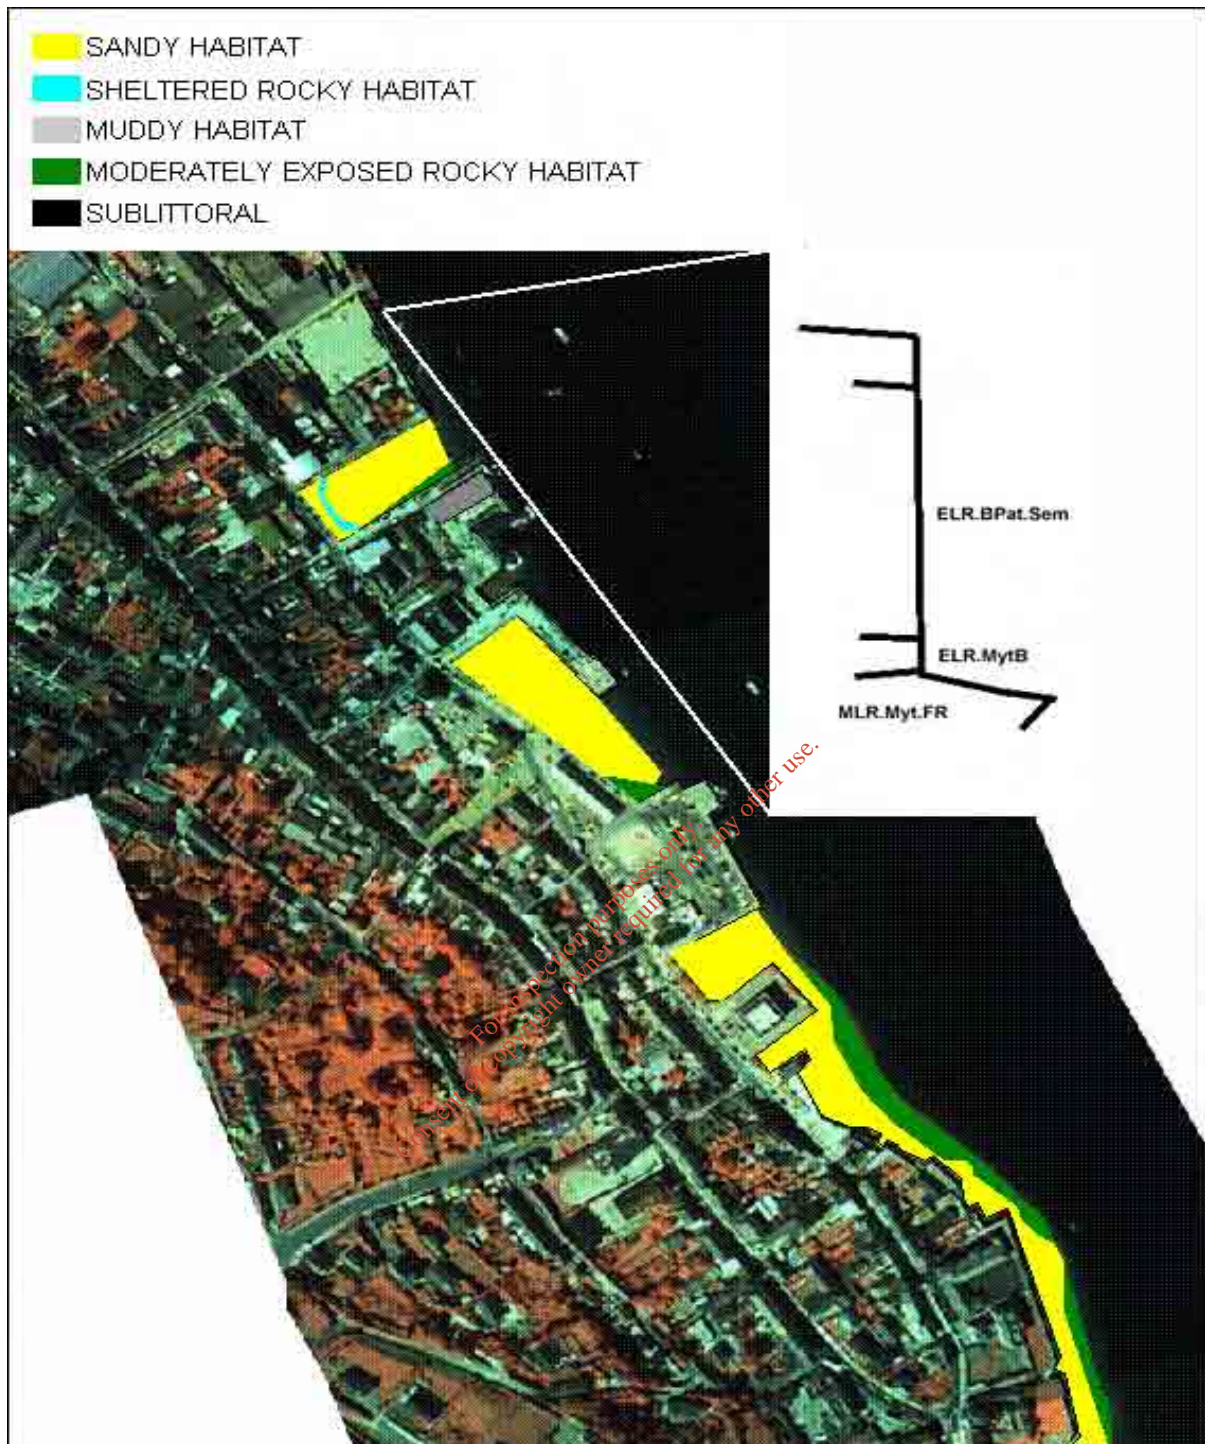 SANDY HABITAT
SHELTERED ROCKY HABITAT
MUDDY HABITAT
MODERATELY EXPOSED ROCKY HABITAT
SUBLITTORAL
ELR.BPat.Sem
ELR.MytB
MLR.Myt.FR
For inspection purposes only.
Consent of copyright owner required for any other use.